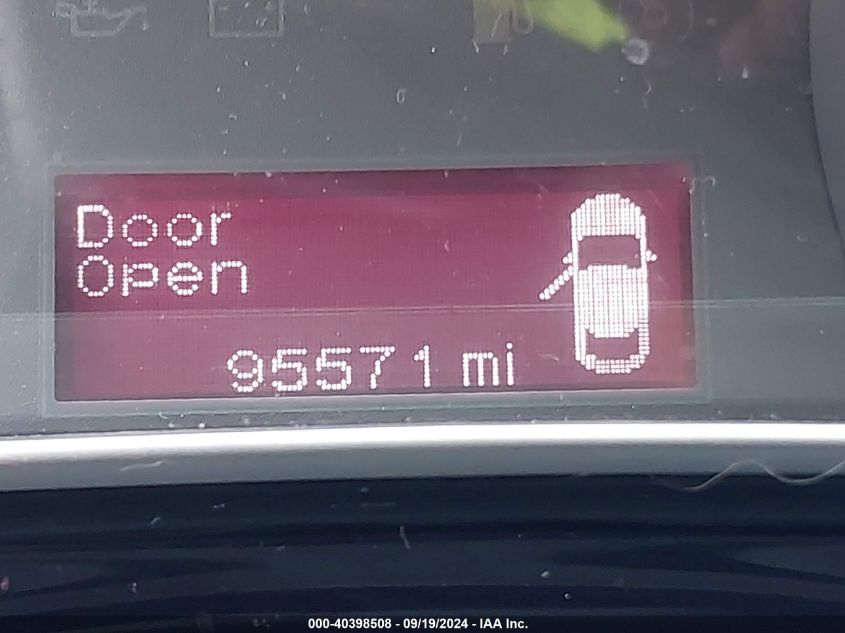 Door
Open
95571 mi
000-40398508 - 09/19/2024 - IAA Inc.